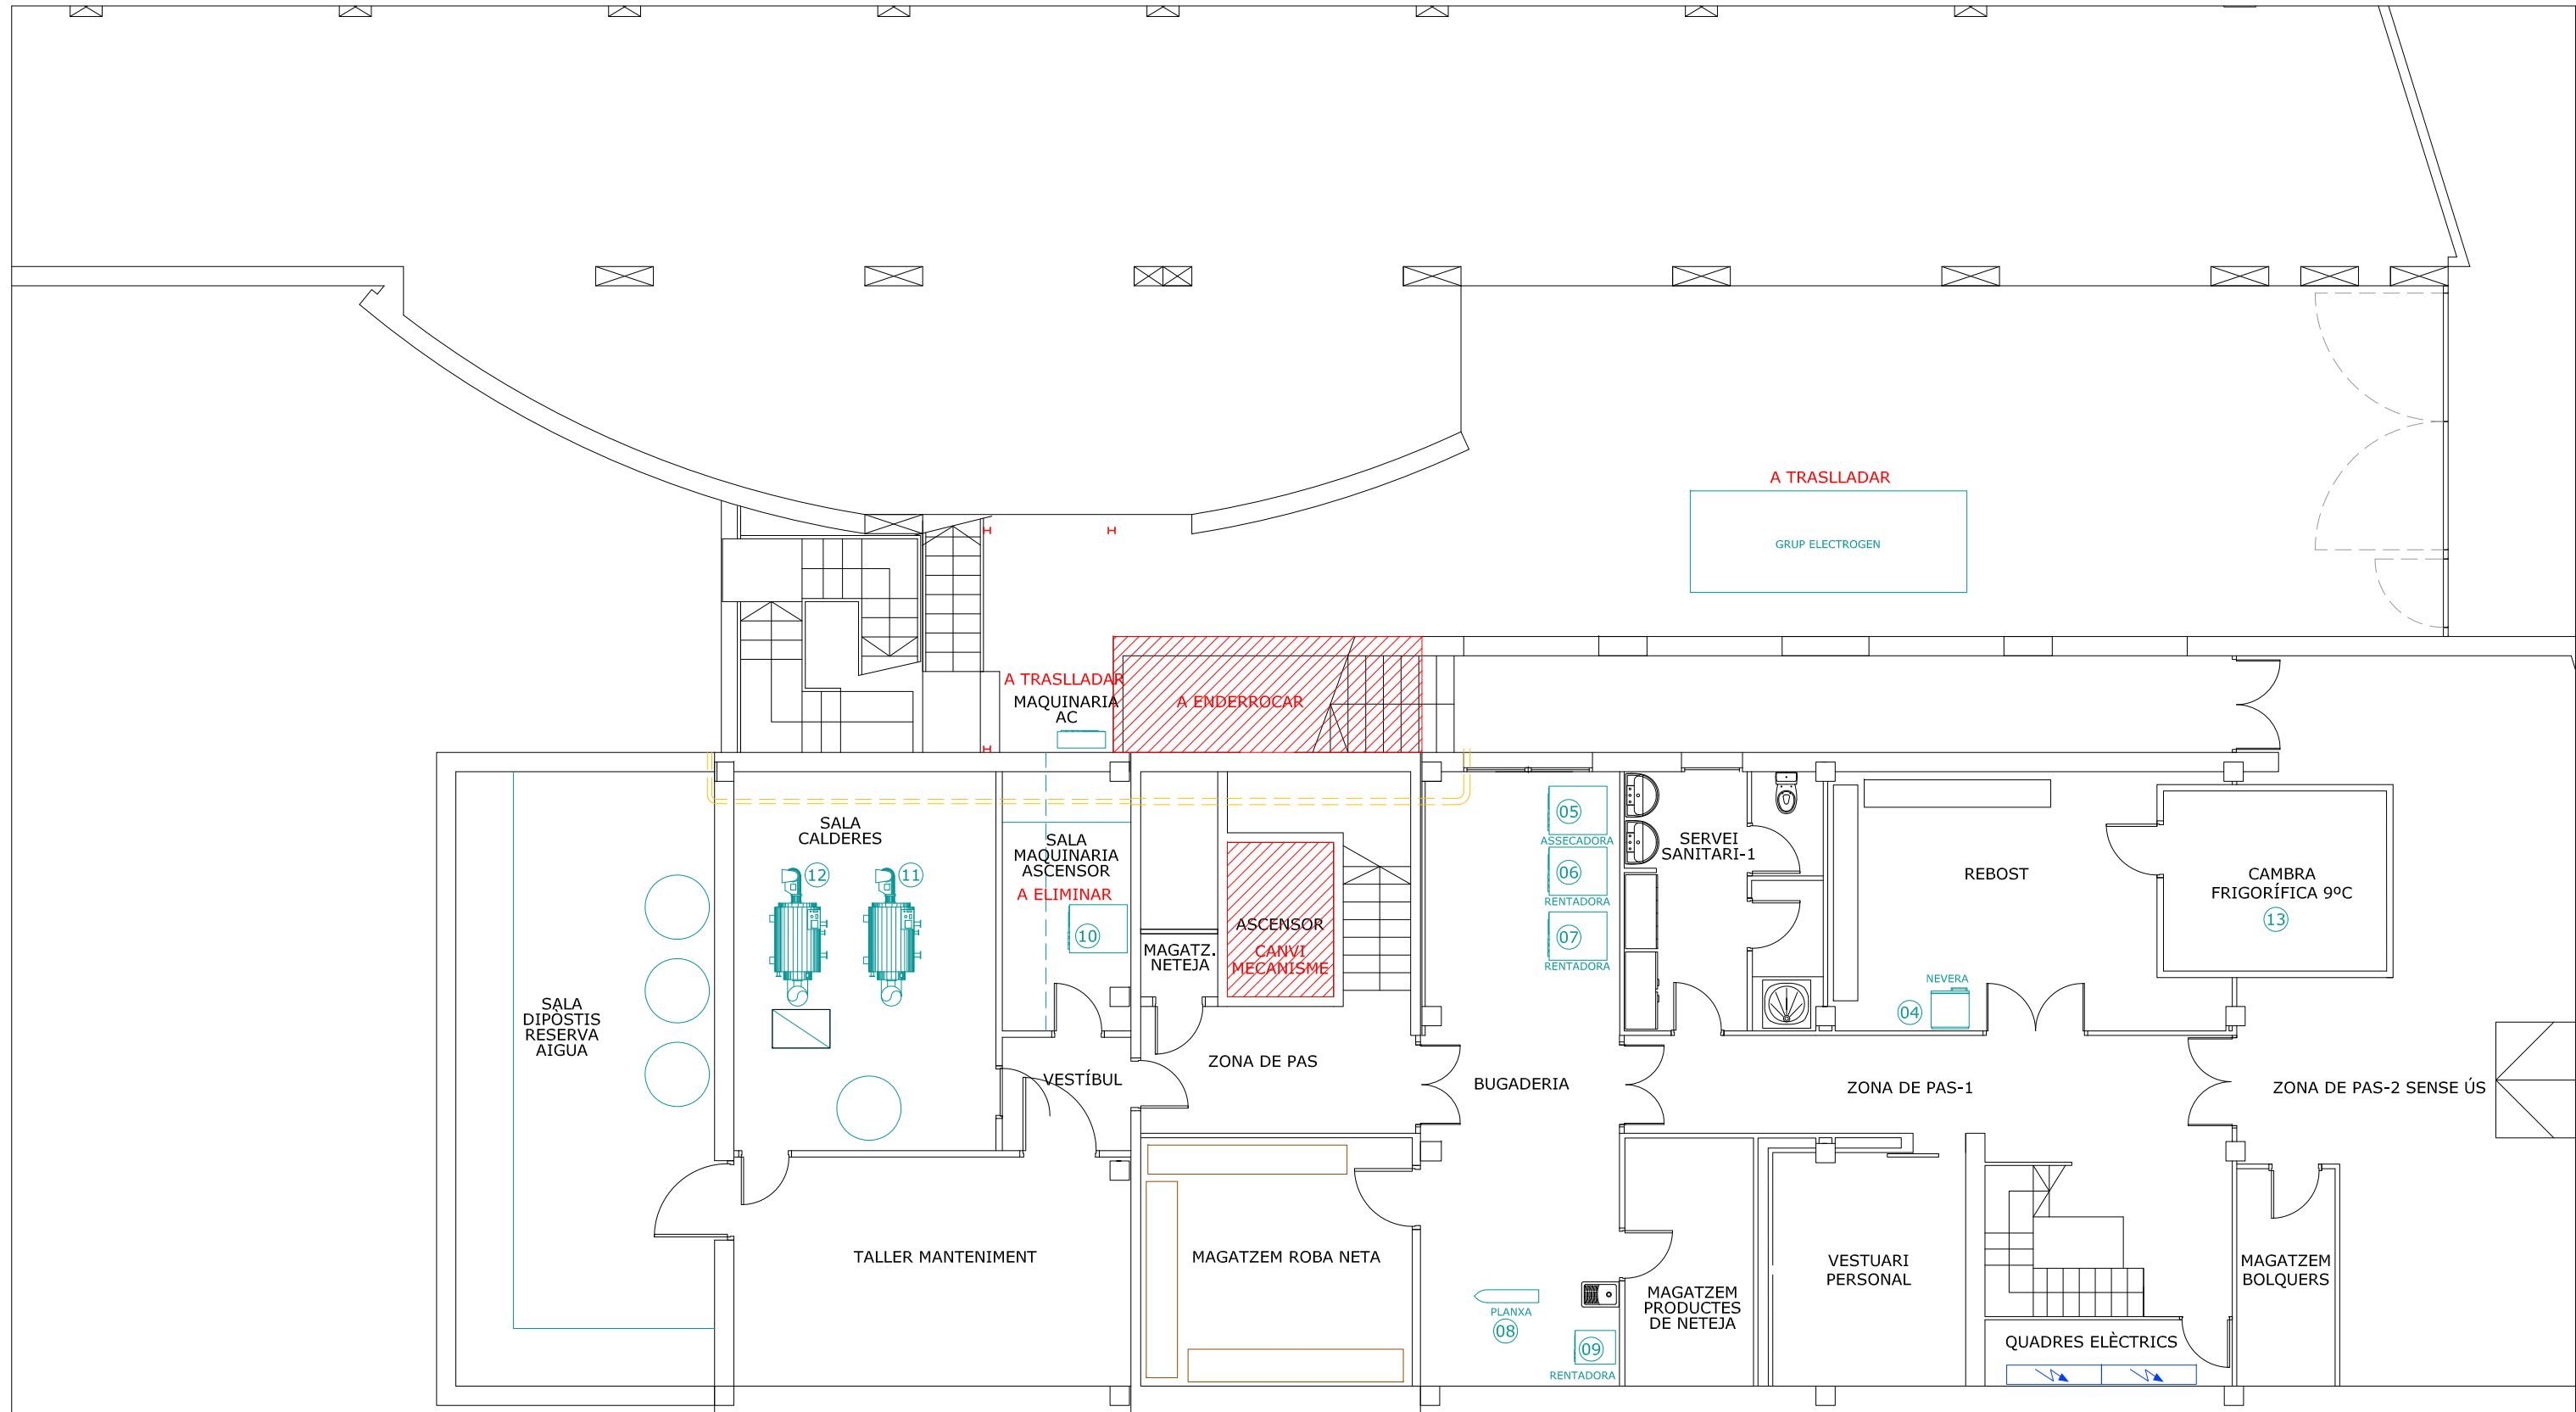 A TRASLLADAR
GRUP ELECTROGEN
A TRASLLADAR
MAQUINARIA
AC
A ENDERROCAR
SALA
CALDERES
12
11
SALA
MAQUINARIA
ASCENSOR
A ELIMINAR
10
MAGATZ.
NETEJA
ASCENSOR
CANVI
MECANISME
05
ASSECADORA
06
RENTADORA
07
RENTADORA
SERVEI
SANITARI-1
REBOST
NEVERA
04
CAMBRA
FRIGORÍFICA 9ºC
13
SALA
DIPÒSTIS
RESERVA
AIGUA
VESTÍBUL
ZONA DE PAS
BUGADERIA
ZONA DE PAS-1
ZONA DE PAS-2 SENSE ÚS
TALLER MANTENIMENT
MAGATZEM ROBA NETA
PLANXA
08
09
RENTADORA
MAGATZEM
PRODUCTES
DE NETEJA
VESTUARI
PERSONAL
QUADRES ELÈCTRICS
MAGATZEM
BOLQUERS